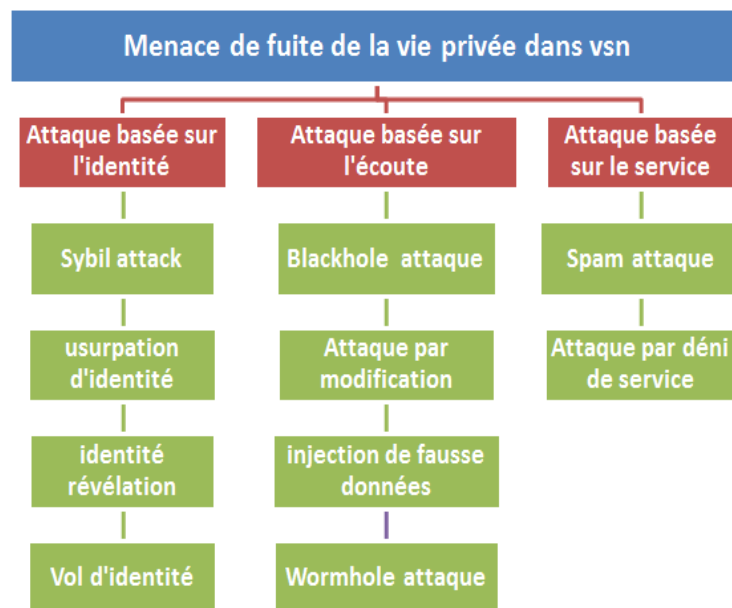 Menace de fuite de la vie privée dans vsn
Attaque basée sur
l'identité
Attaque basée sur
l'écoute
Attaque basée
sur le service
Sybil attack
Blackhole attaque
Spam attaque
usurpation
d'identité
Attaque par
modification
Attaque par déni
de service
identité
révélation
injection de fausse
données
Vol d'identité
Wormhole attaque